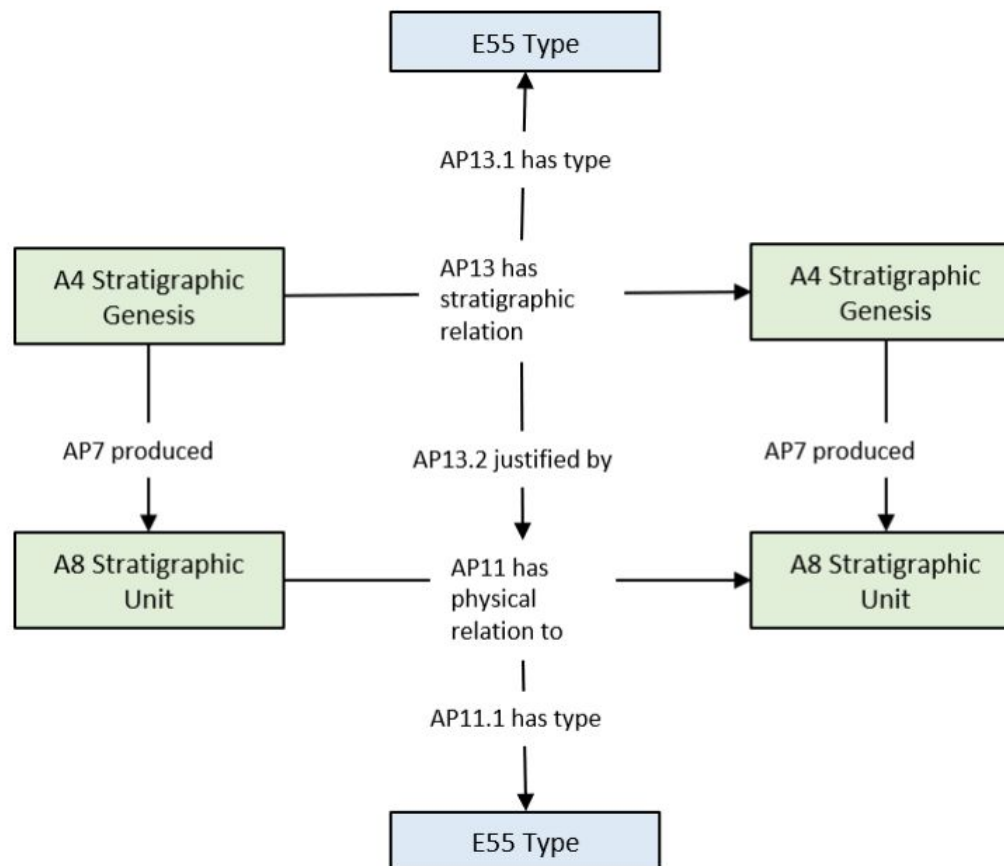 E55 Type
AP13.1 has type
A4 Stratigraphic
Genesis
AP13 has
stratigraphic
relation
A4 Stratigraphic
Genesis
AP7 produced
AP13.2 justified by
AP7 produced
A8 Stratigraphic
Unit
AP11 has
physical
relation to
A8 Stratigraphic
Unit
AP11.1 has type
E55 Type